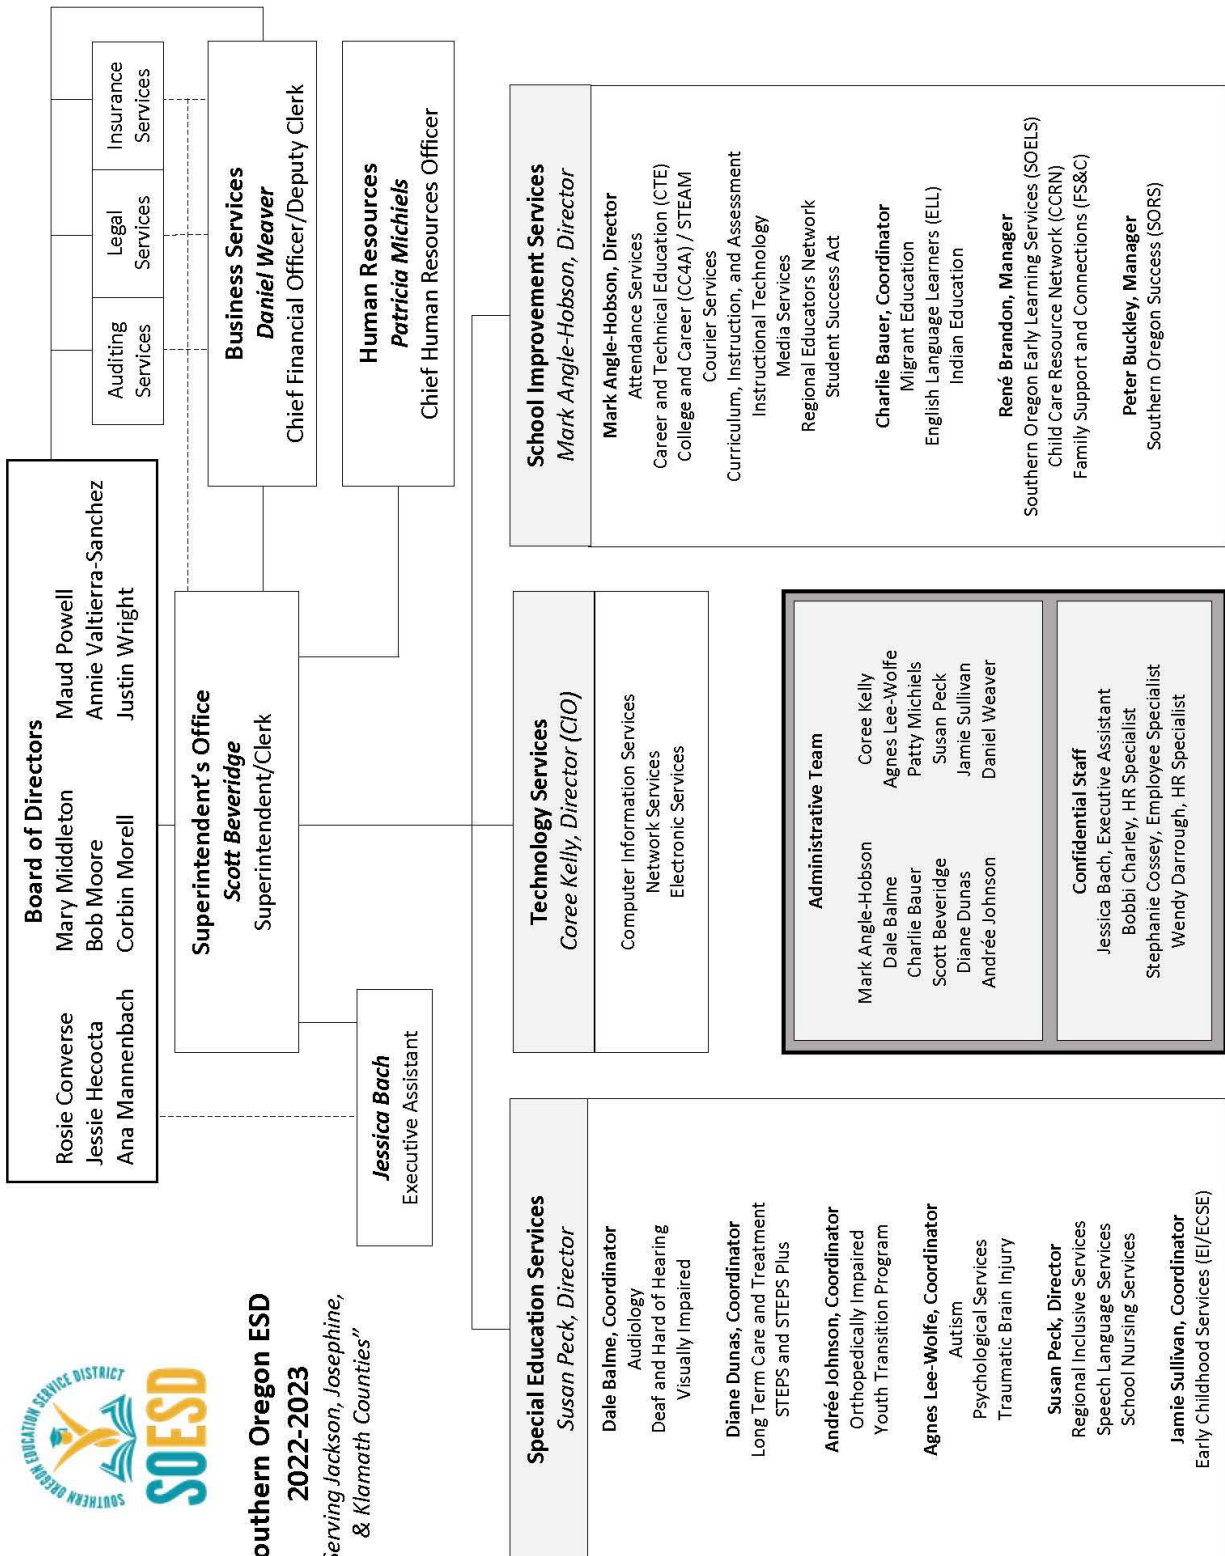 SOUTHERN OREGON EDUCATION SERVICE DISTRICT
SOESD
outhern Oregon ESD
2022-2023
Serving Jackson, Josephine,
& Klamath Counties”
Board of Directors
Rosie Converse
Jessie Hecocta
Ana Mannenbach
Mary Middleton
Bob Moore
Corbin Morell
Maud Powell
Annie Valtierra-Sanchez
Justin Wright
Auditing
Services
Legal
Services
Insurance
Services
Superintendent's Office
Scott Beveridge
Superintendent/Clerk
Business Services
Daniel Weaver
Chief Financial Officer/Deputy Clerk
Jessica Bach
Executive Assistant
Human Resources
Patricia Michiels
Chief Human Resources Officer
Special Education Services
Susan Peck, Director
Dale Balme, Coordinator
Audiology
Deaf and Hard of Hearing
Visually Impaired
Diane Dunas, Coordinator
Long Term Care and Treatment
STEPS and STEPS Plus
Andrée Johnson, Coordinator
Orthopedically Impaired
Youth Transition Program
Agnes Lee-Wolfe, Coordinator
Autism
Psychological Services
Traumatic Brain Injury
Susan Peck, Director
Regional Inclusive Services
Speech Language Services
School Nursing Services
Jamie Sullivan, Coordinator
Early Childhood Services (EI/ECSE)
Technology Services
Coree Kelly, Director (CIO)
Computer Information Services
Network Services
Electronic Services
Administrative Team
Mark Angle-Hobson
Dale Balme
Charlie Bauer
Scott Beveridge
Diane Dunas
Andrée Johnson
Coree Kelly
Agnes Lee-Wolfe
Patty Michiels
Susan Peck
Jamie Sullivan
Daniel Weaver
Confidential Staff
Jessica Bach, Executive Assistant
Bobbi Charley, HR Specialist
Stephanie Cossey, Employee Specialist
Wendy Darrough, HR Specialist
School Improvement Services
Mark Angle-Hobson, Director
Mark Angle-Hobson, Director
Attendance Services
Career and Technical Education (CTE)
College and Career (CC4A) / STEAM
Courier Services
Curriculum, Instruction, and Assessment
Instructional Technology
Media Services
Regional Educators Network
Student Success Act
Charlie Bauer, Coordinator
Migrant Education
English Language Learners (ELL)
Indian Education
René Brandon, Manager
Southern Oregon Early Learning Services (SOELS)
Child Care Resource Network (CCRN)
Family Support and Connections (FS&C)
Peter Buckley, Manager
Southern Oregon Success (SORS)